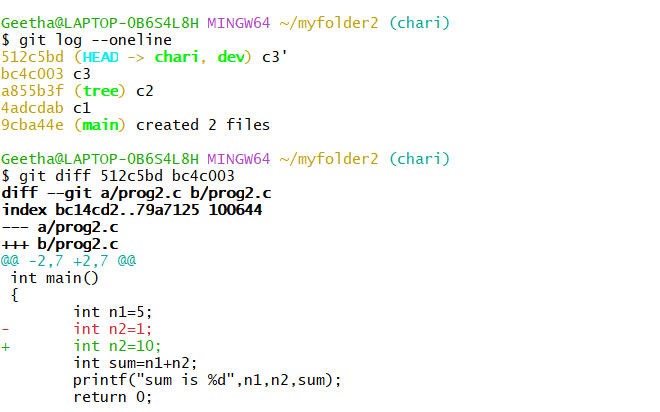 Geetha@LAPTOP-0B6S4L8H MINGW64 ~/myfolder2 (chari)
$ git log --oneline
512c5bd (HEAD -> chari, dev) c3'
bc4c003 c3
a855b3f (tree) c2
4adcdab c1
9cba44e (main) created 2 files
Geetha@LAPTOP-0B6S4L8H MINGW64 ~/myfolder2 (chari)
$ git diff 512c5bd bc4c003
diff --git a/prog2.c b/prog2.c
index bc14cd2..79a7125 100644
--- a/prog2.c
+++ b/prog2.c
@@ -2,7 +2,7 @@
 int main()
 {
        int n1=5;
-       int n2=1;
+       int n2=10;
        int sum=n1+n2;
        printf("sum is %d",n1,n2,sum);
        return 0;